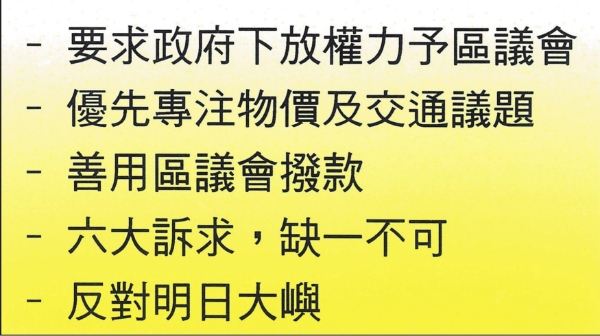 - 要求政府下放權力予區議會
- 優先專注物價及交通議題
- 善用區議會撥款
- 六大訴求，缺一不可
- 反對明日大嶼